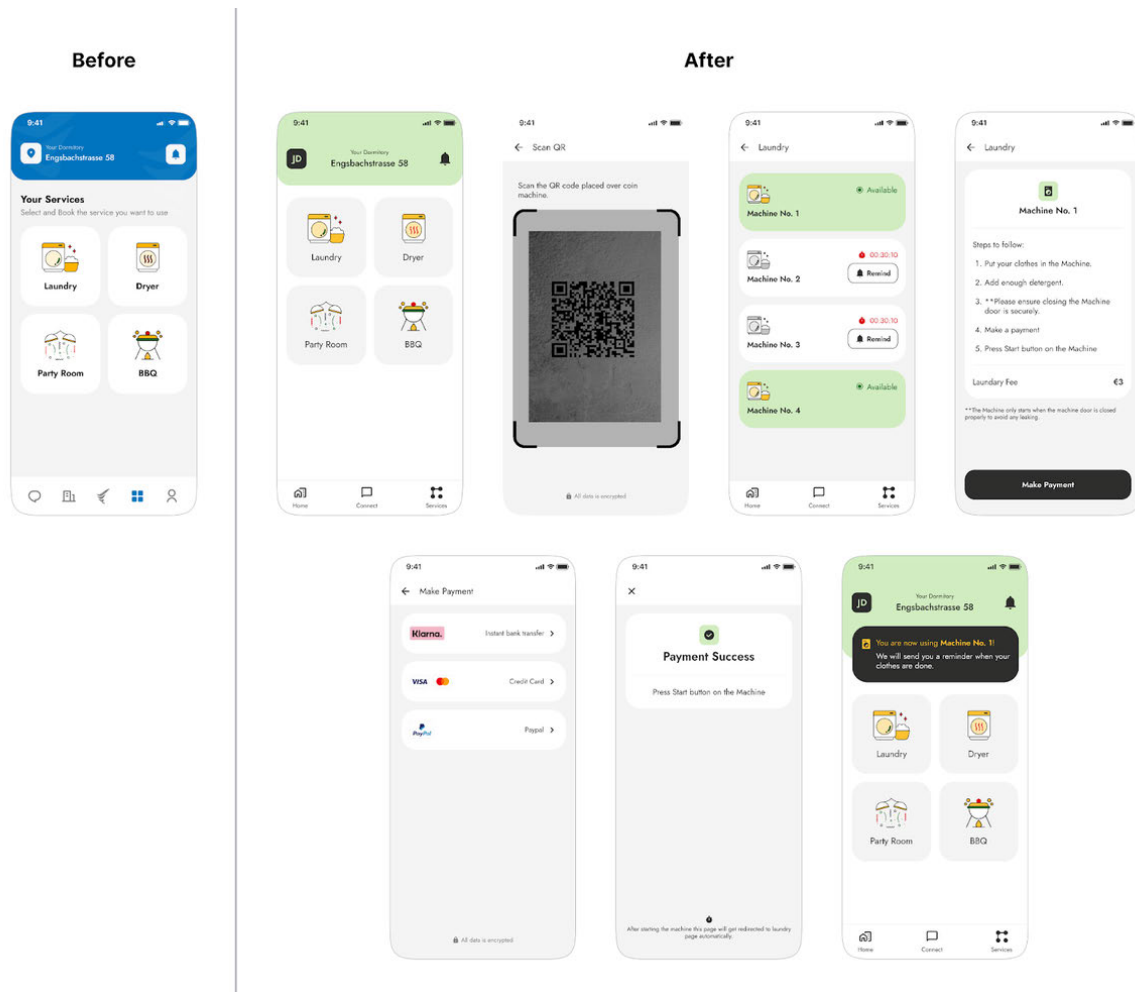 Before
After
9:41
Your Dormitory
Engsbachstrasse 58
Your Services
Select and Book the service you want to use
Laundry
Dryer
Party Room
BBQ
9:41
JD
Your Dormitory
Engsbachstrasse 58
Laundry
Dryer
Party Room
BBQ
Home
Connect
Services
9:41
Scan QR
Scan the QR code placed over coin
machine.
All data is encrypted
9:41
Laundry
Available
Machine No. 1
00:30:10
Machine No. 2
Remind
00:30:10
Machine No. 3
Remind
Available
Machine No. 4
Home
Connect
Services
9:41
Laundry
Machine No. 1
Steps to follow:
1. Put your clothes in the Machine.
2. Add enough detergent.
3. **Please ensure closing the Machine
door is securely.
4. Make a payment
5. Press Start button on the Machine
Laundary Fee €3
**The Machine only starts when the machine door is closed
properly to avoid any leaking.
Make Payment
9:41
Make Payment
Klarna. Instant bank transfer
VISA Credit Card
PayPal Paypal
All data is encrypted
9:41
Payment Success
Press Start button on the Machine
After starting the machine this page will get redirected to laundry
page automatically.
9:41
JD
Your Dormitory
Engsbachstrasse 58
You are now using Machine No. 1!
We will send you a reminder when your
clothes are done.
Laundry
Dryer
Party Room
BBQ
Home
Connect
Services